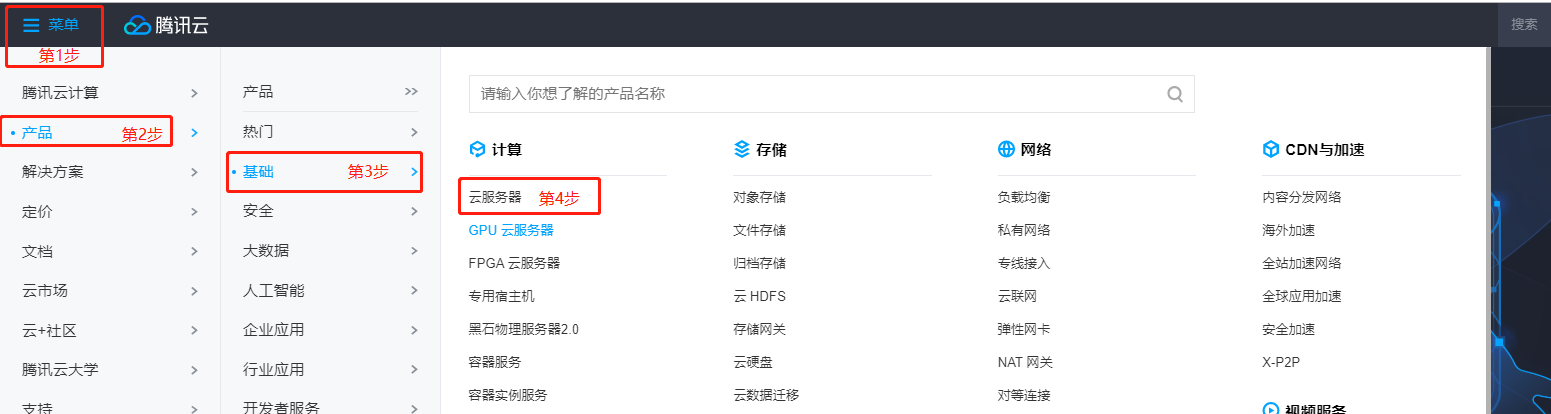 菜单
腾讯云
搜索
第1步
腾讯云计算
产品 第2步
解决方案
定价
文档
云市场
云+社区
腾讯云大学
支持
产品
热门
基础 第3步
安全
大数据
人工智能
企业应用
行业应用
开发者服务
请输入你想了解的产品名称
计算
云服务器 第4步
GPU 云服务器
FPGA 云服务器
专用宿主机
黑石物理服务器2.0
容器服务
容器实例服务
存储
对象存储
文件存储
归档存储
云 HDFS
存储网关
云硬盘
云数据迁移
网络
负载均衡
私有网络
专线接入
云联网
弹性网卡
NAT 网关
对等连接
CDN与加速
内容分发网络
海外加速
全站加速网络
全球应用加速
安全加速
X-P2P
视频服务